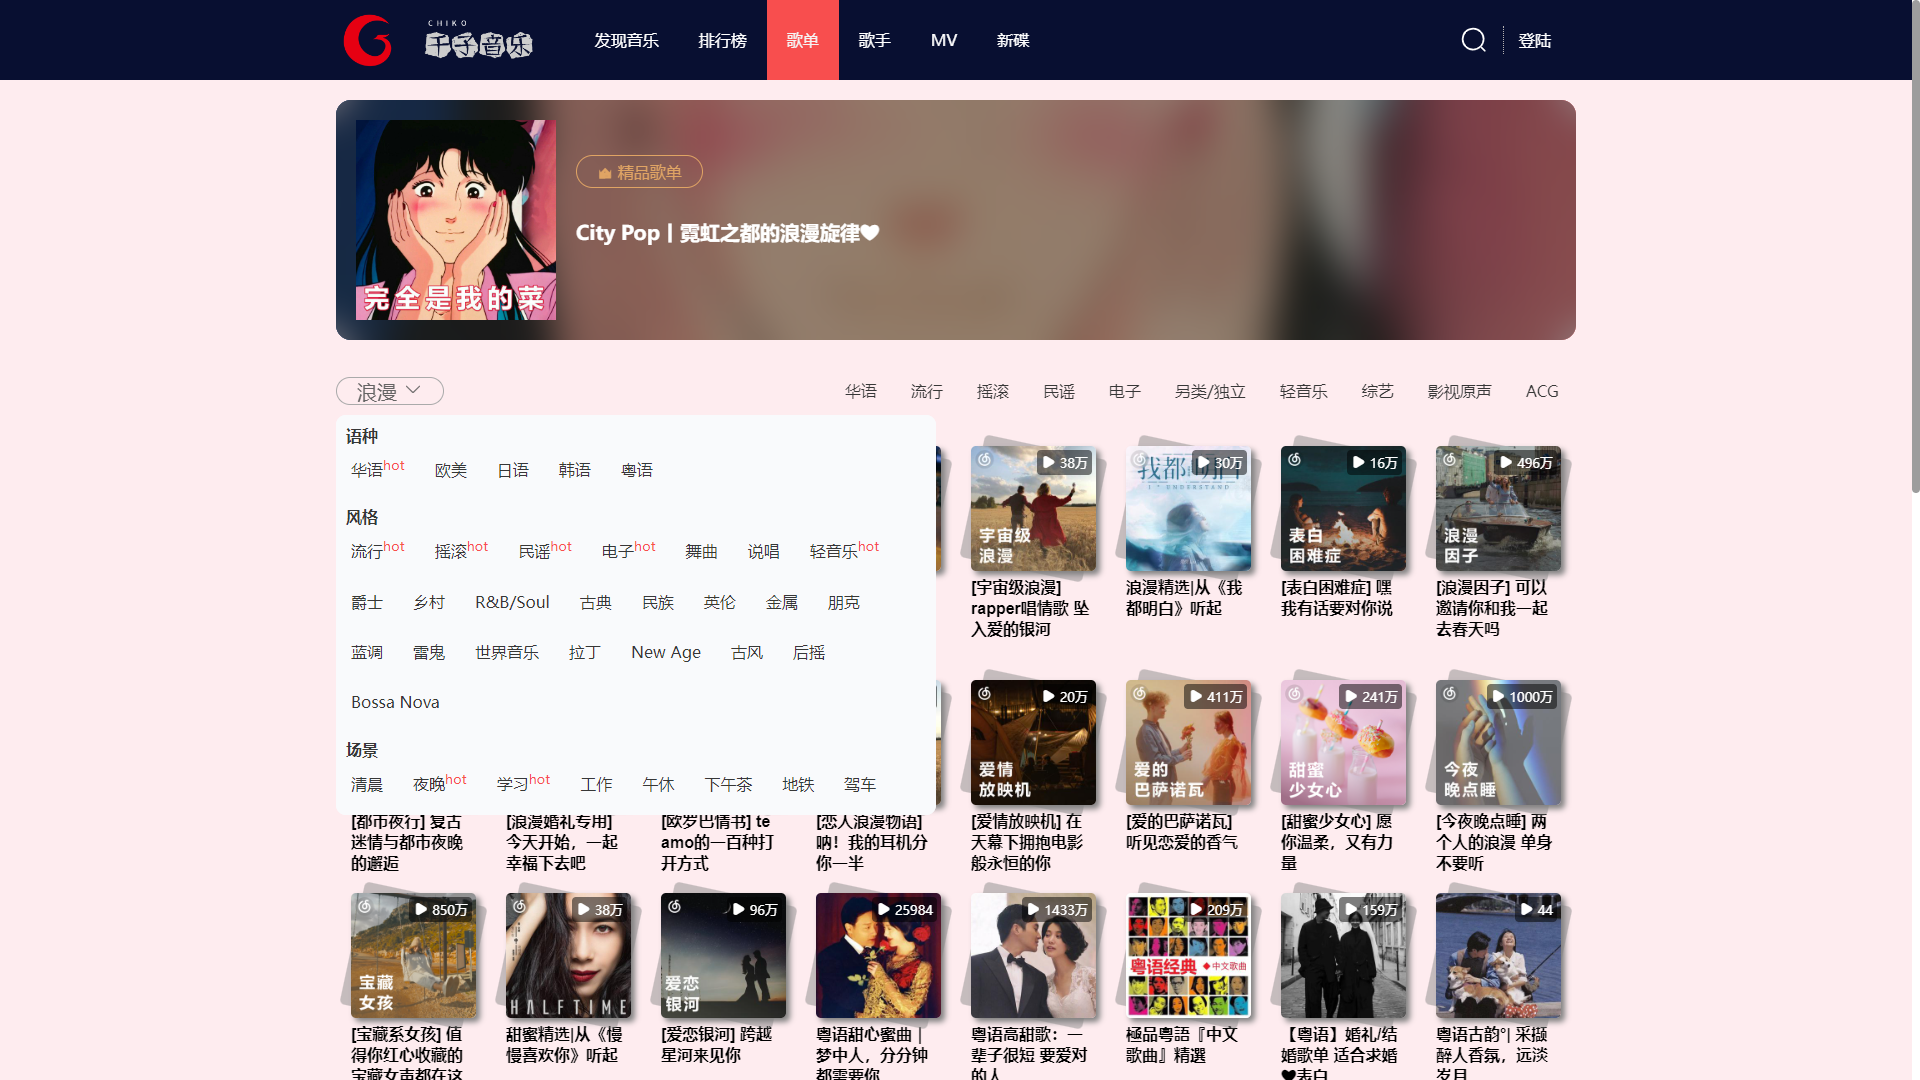 CHIKO
千子音乐
发现音乐 排行榜 歌单 歌手 MV 新碟 登陆
精品歌单
City Pop丨霓虹之都的浪漫旋律❤
完全是我的菜
浪漫
华语 流行 摇滚 民谣 电子 另类/独立 轻音乐 综艺 影视原声 ACG
语种
华语hot 欧美 日语 韩语 粤语
风格
流行hot 摇滚hot 民谣hot 电子hot 舞曲 说唱 轻音乐hot
爵士 乡村 R&B/Soul 古典 民族 英伦 金属 朋克
蓝调 雷鬼 世界音乐 拉丁 New Age 古风 后摇
Bossa Nova
场景
清晨 夜晚hot 学习hot 工作 午休 下午茶 地铁 驾车
38万
宇宙级
浪漫
[宇宙级浪漫]
rapper唱情歌 坠
入爱的银河
30万
我都明白
I UNDERSTAND
浪漫精选|从《我
都明白》听起
16万
表白
困难症
[表白困难症] 嘿
我有话要对你说
496万
浪漫
因子
[浪漫因子] 可以
邀请你和我一起
去春天吗
[都市夜行] 复古
迷情与都市夜晚
的邂逅
[浪漫婚礼专用]
今天开始，一起
幸福下去吧
[欧罗巴情书] te
amo的一百种打
开方式
[恋人浪漫物语]
呐！我的耳机分
你一半
20万
爱情
放映机
[爱情放映机] 在
天幕下拥抱电影
般永恒的你
411万
爱的
巴萨诺瓦
[爱的巴萨诺瓦]
听见恋爱的香气
241万
甜蜜
少女心
[甜蜜少女心] 愿
你温柔，又有力
量
1000万
今夜
晚点睡
[今夜晚点睡] 两
个人的浪漫 单身
不要听
850万
宝藏
女孩
[宝藏系女孩] 值
得你红心收藏的
宝藏女声都在这
38万
HALFTIME
甜蜜精选|从《慢
慢喜欢你》听起
96万
爱恋
银河
[爱恋银河] 跨越
星河来见你
25984
粤语甜心蜜曲｜
梦中人，分分钟
都需要你
1433万
粤语高甜歌：一
辈子很短 要爱对
的人
209万
粤语经典 ◆中文歌曲
極品粵語『中文
歌曲』精選
159万
【粤语】婚礼/结
婚歌单 适合求婚
❤表白
44
粤语古韵°| 采撷
醉人香氛，远淡
岁月